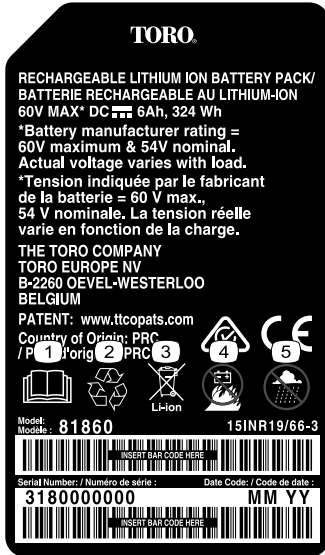 TORO.
RECHARGEABLE LITHIUM ION BATTERY PACK/
BATTERIE RECHARGEABLE AU LITHIUM-ION
60V MAX* DC 6Ah, 324 Wh
*Battery manufacturer rating =
60V maximum & 54V nominal.
Actual voltage varies with load.
*Tension indiquée par le fabricant
de la batterie = 60 V max.,
54 V nominale. La tension réelle
varie en fonction de la charge.
THE TORO COMPANY
TORO EUROPE NV
B-2260 OEVEL-WESTERLOO
BELGIUM
PATENT: www.ttcopats.com
Country of Origin: PRC
/ PRC
CE
1 2 3 4 5
Li-ion
Model:
Modèle : 81860 15INR19/66-3
INSERT BAR CODE HERE
Serial Number: / Numéro de série : Date Code: / Code de date :
3180000000 MM YY
INSERT BAR CODE HERE